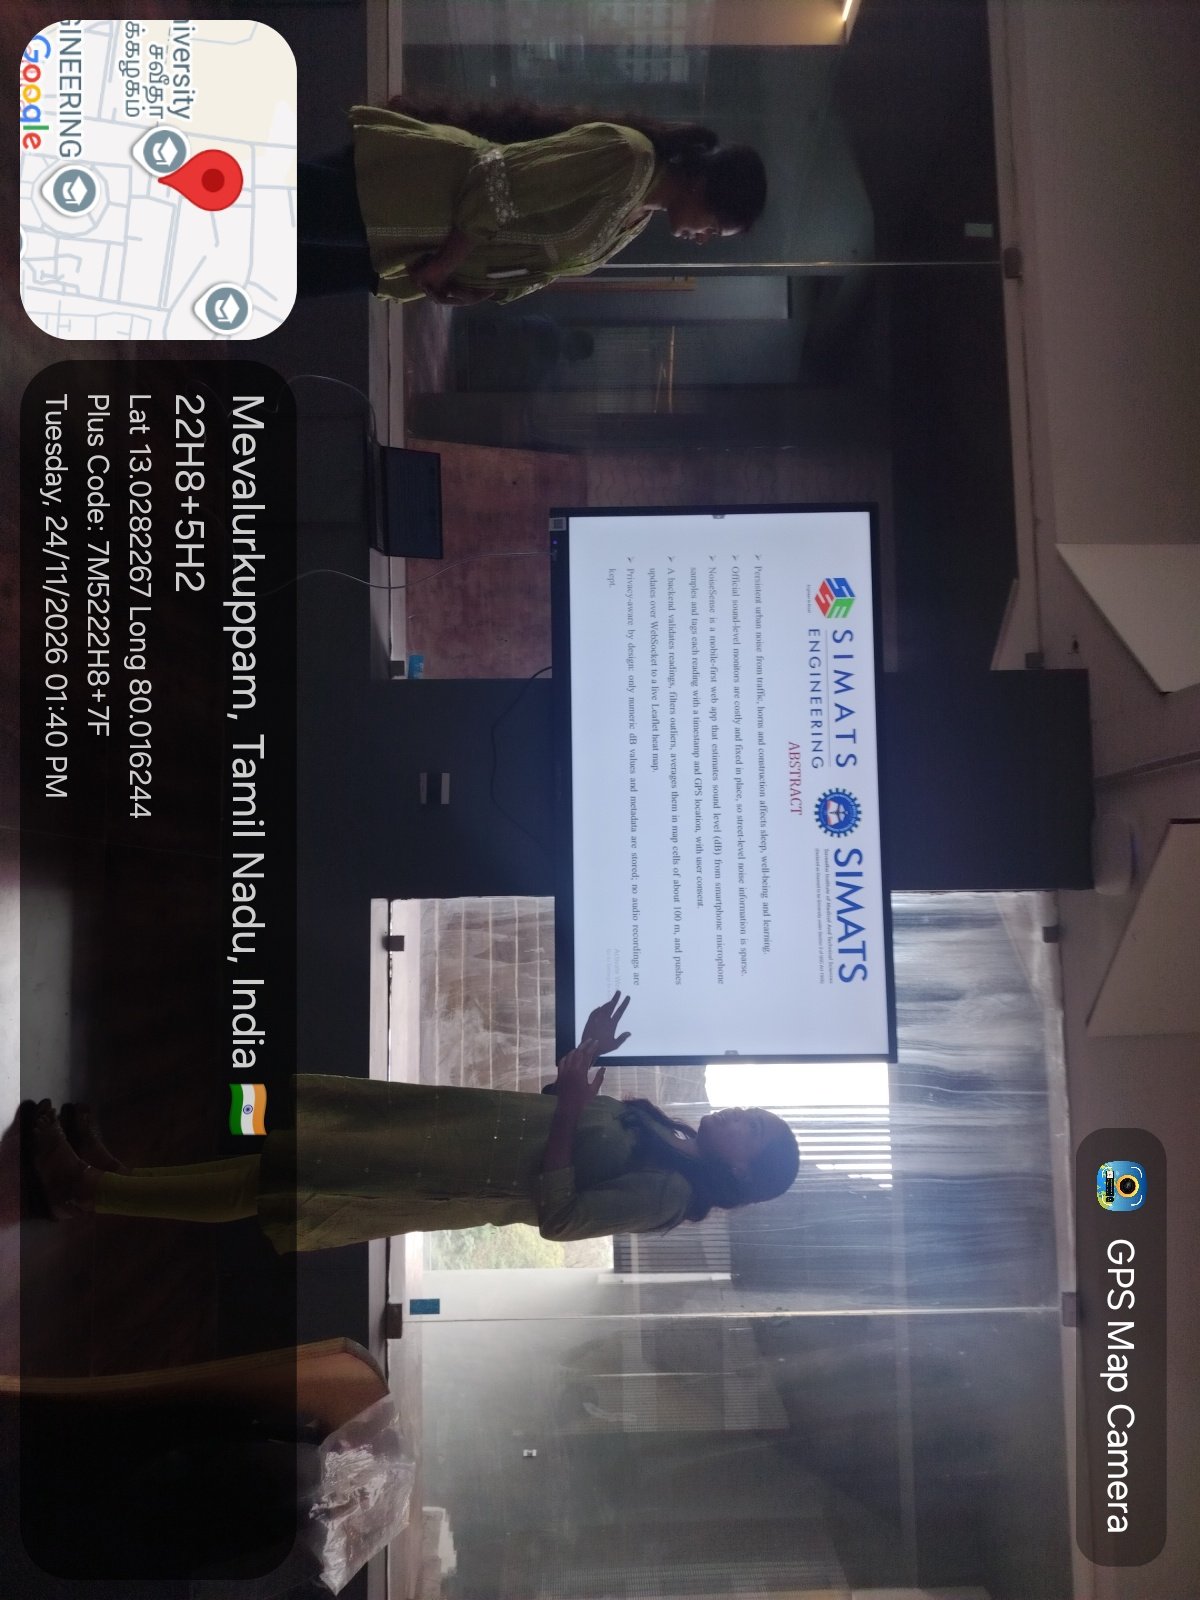 GPS Map Camera
SIMATS
ENGINEERING
SIMATS
ABSTRACT
➢ Persistent urban noise from traffic, horns and construction affects sleep, well-being and learning.
➢ Official sound-level monitors are costly and fixed in place, so street-level noise information is sparse.
➢ NoiseSense is a mobile-first web app that estimates sound level (dB) from smartphone microphone
samples and tags each reading with a timestamp and GPS location, with user consent.
➢ A backend validates readings, filters outliers, averages them in map cells of about 100 m, and pushes
updates over WebSocket to a live Leaflet heat map.
➢ Privacy-aware by design: only numeric dB values and metadata are stored; no audio recordings are
kept.
iversity
சவீதா
க்கழகம்
GINEERING
Google
Mevalurkuppam, Tamil Nadu, India
22H8+5H2
Lat 13.0282267 Long 80.016244
Plus Code: 7M5222H8+7F
Tuesday, 24/11/2026 01:40 PM